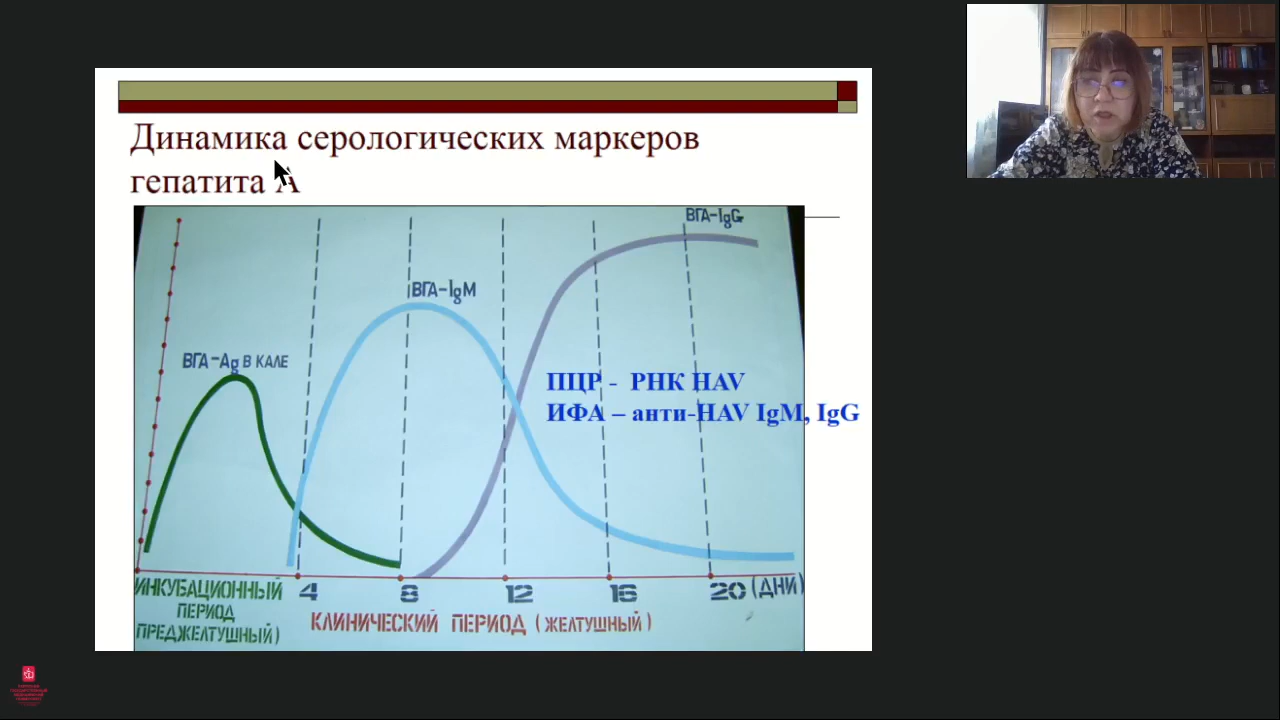 Динамика серологических маркеров
гепатита А
ВГА-IgG
ВГА-IgM
ВГА-Ag В КАЛЕ
ПЦР - РНК HAV
ИФА – анти-HAV IgM, IgG
ИНКУБАЦИОННЫЙ
ПЕРИОД
ПРЕДЖЕЛТУШНЫЙ)
4 8 12 16 20 (ДНИ)
КЛИНИЧЕСКИЙ ПЕРИОД (ЖЕЛТУШНЫЙ)